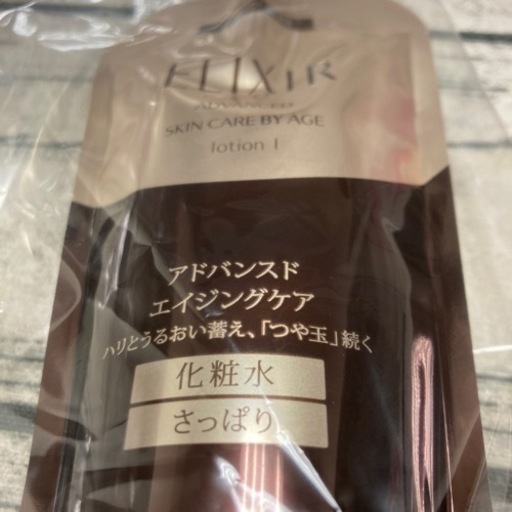 ELIXIR
ADVANCED
SKIN CARE BY AGE
lotion I
アドバンスド
エイジングケア
ハリとうるおい蓄え、「つや玉」続く
化粧水
さっぱり